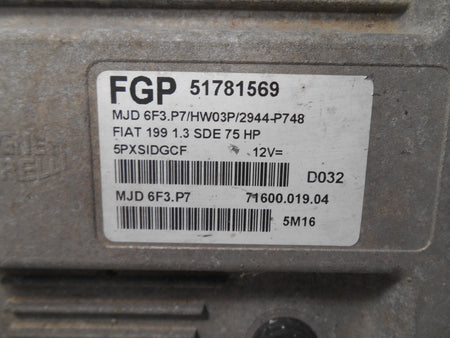 FGP 51781569
MJD 6F3.P7/HW03P/2944-P748
FIAT 199 1.3 SDE 75 HP
5PXSIDGCF 12V=
D032
MJD 6F3.P7 71600.019.04
5M16